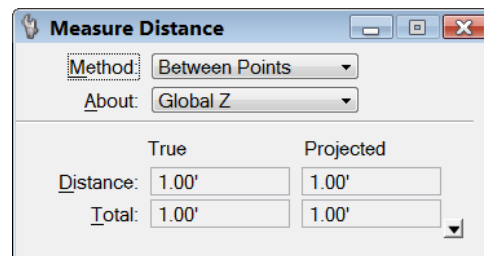 Measure Distance
Method: Between Points
About: Global Z
True Projected
Distance: 1.00' 1.00'
Total: 1.00' 1.00'